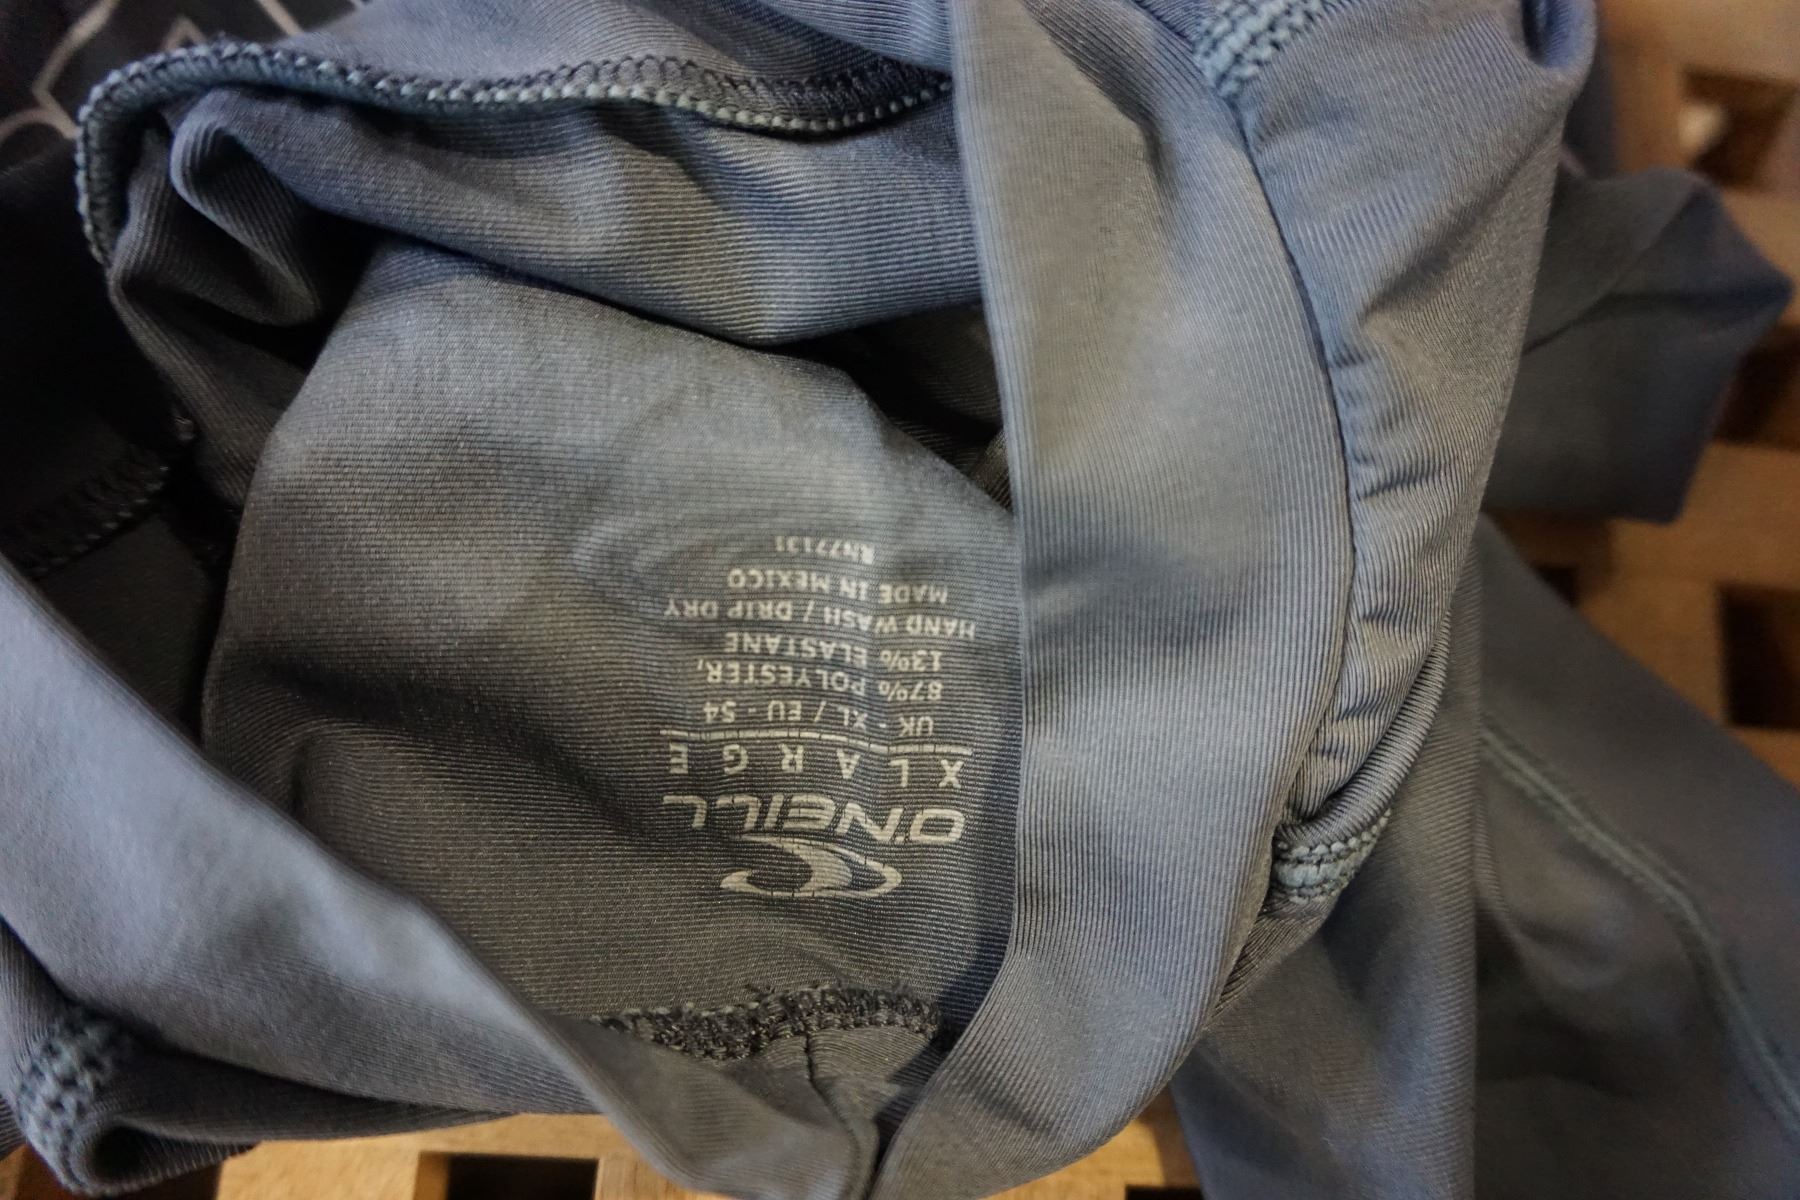 O'NEILL
XLARGE
UK - XL / EU - 54
87% POLYESTER,
13% ELASTANE
HAND WASH / DRIP DRY
MADE IN MEXICO
RN77131